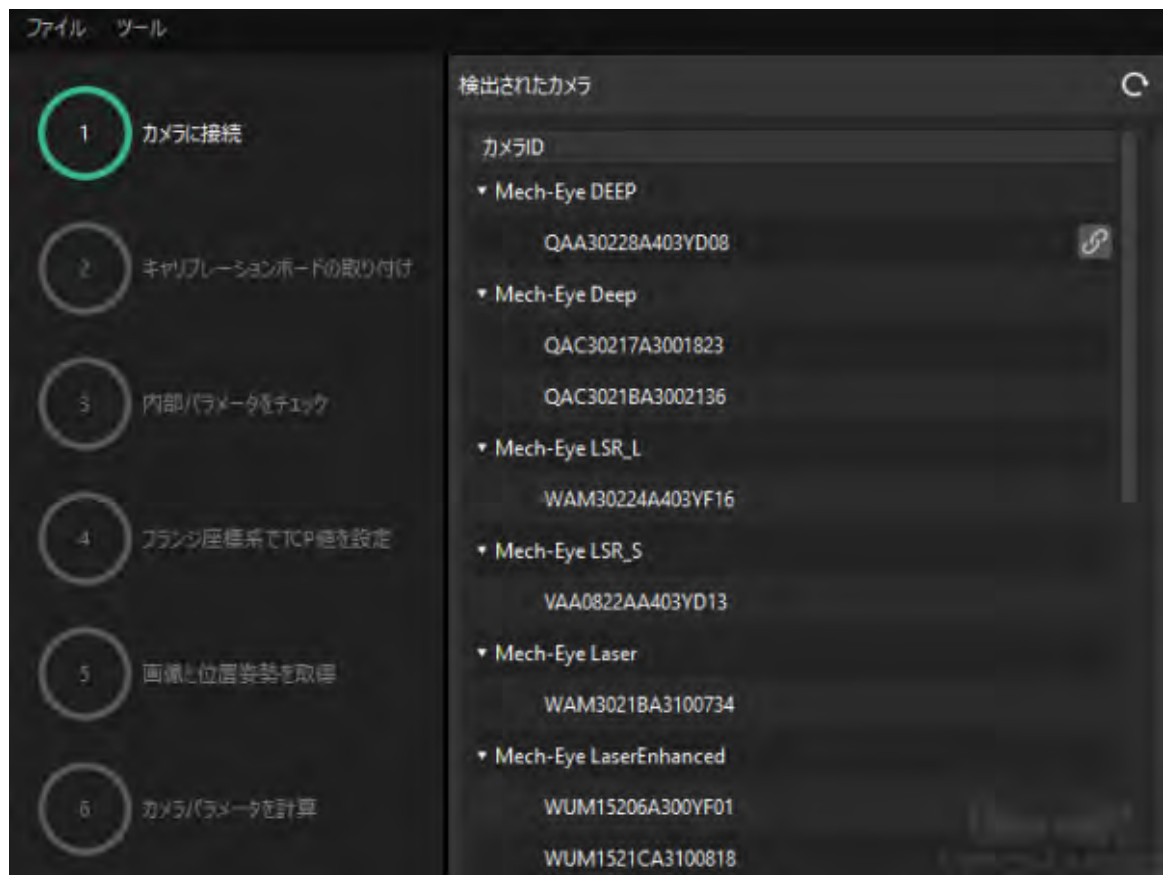 ファイル ツール
1 カメラに接続
2 キャリブレーションボードの取り付け
3 内部パラメータをチェック
4 フランジ座標系でTCP値を設定
5 画像と位置姿勢を取得
6 カメラパラメータを計算
検出されたカメラ
カメラID
Mech-Eye DEEP
QAA30228A403YD08
Mech-Eye Deep
QAC30217A3001823
QAC3021BA3002136
Mech-Eye LSR_L
WAM30224A403YF16
Mech-Eye LSR_S
VAA0822AA403YD13
Mech-Eye Laser
WAM3021BA3100734
Mech-Eye LaserEnhanced
WUM15206A300YF01
WUM1521CA3100818